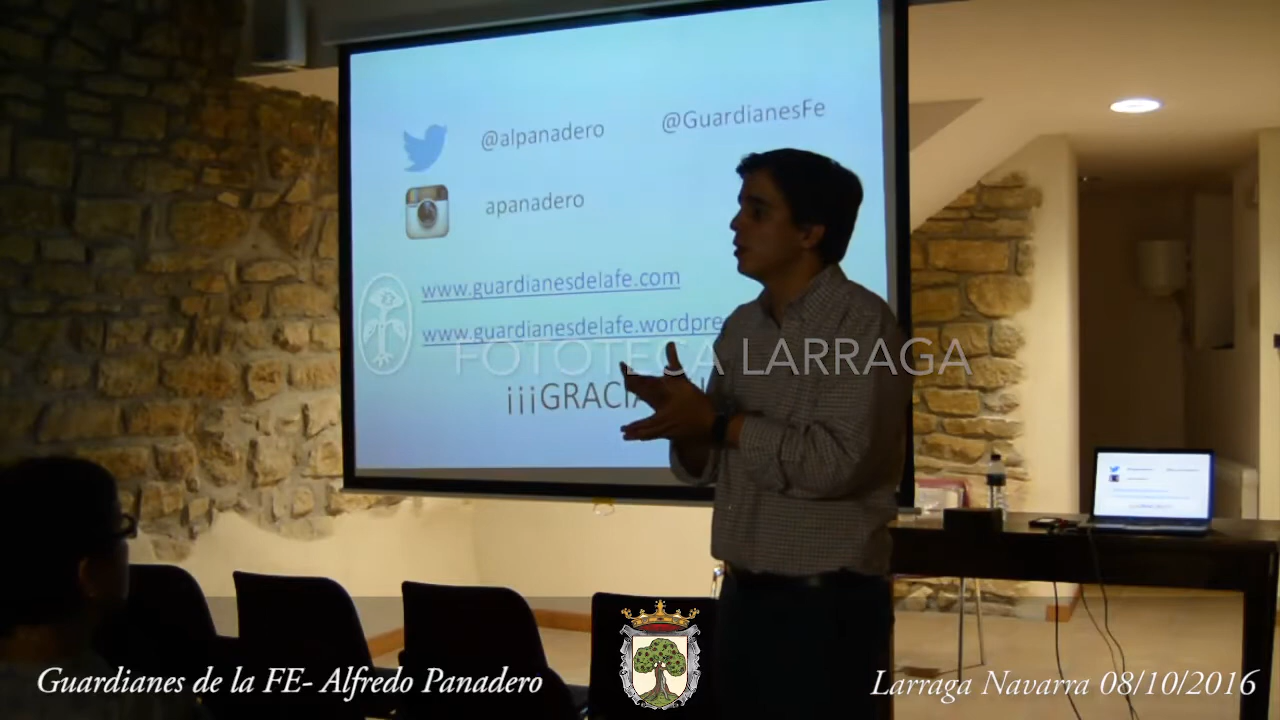 @alpanadero @GuardianesFe
apanadero
www.guardianesdelafe.com
www.guardianesdelafe.wordpre
FOTOTECA LARRAGA
¡¡¡GRACIA
Guardianes de la FE- Alfredo Panadero
Larraga Navarra 08/10/2016